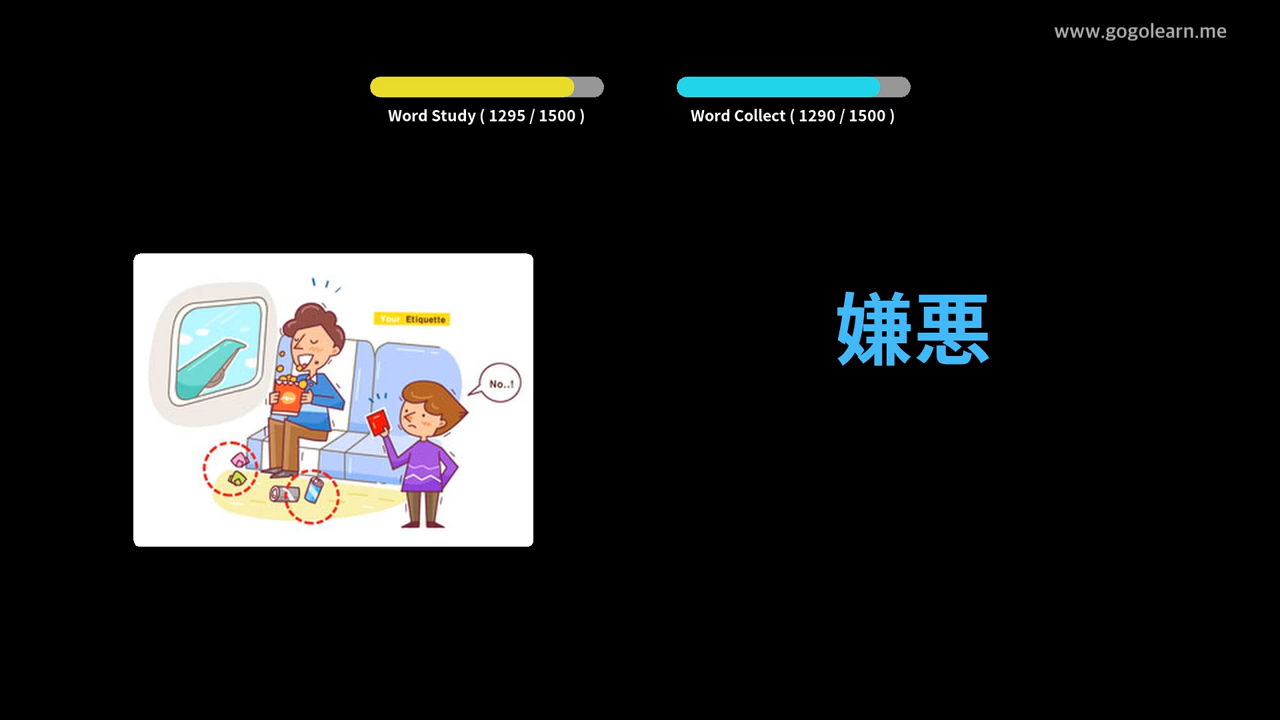 www.gogolearn.me
Word Study ( 1295 / 1500 )
Word Collect ( 1290 / 1500 )
Your Etiquette
No..!
嫌悪